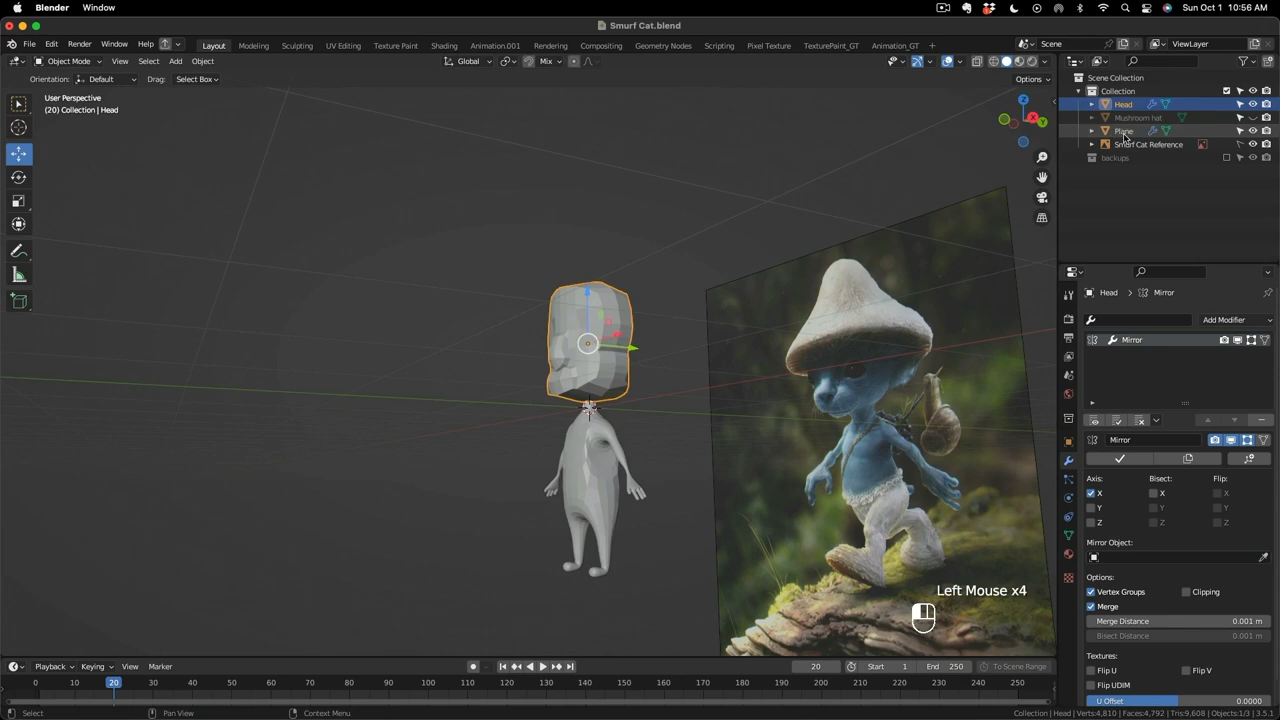 Blender Window Sun Oct 1 10:56 AM
Smurf Cat.blend
File Edit Render Window Help Layout Modeling Sculpting UV Editing Texture Paint Shading Animation.001 Rendering Compositing Geometry Nodes Scripting Pixel Texture TexturePaint_GT Animation_GT + Scene ViewLayer
Object Mode View Select Add Object Global Mix
Orientation: Default Drag: Select Box Options
User Perspective
(20) Collection | Head
Z
X
Y
Scene Collection
Collection
Head
Mushroom hat
Plane
Smurf Cat Reference
backups
Head > Mirror
Add Modifier
Mirror
Mirror
Axis: Bisect: Flip:
X X X
Y Y Y
Z Z Z
Mirror Object:
Options:
Vertex Groups Clipping
Merge
Merge Distance 0.001 m
Bisect Distance 0.001 m
Textures:
Flip U Flip V
Flip UDIM
U Offset 0.0000
Left Mouse x4
Playback Keying View Marker 20 Start 1 End 250 To Scene Range
0 10 20 30 40 50 60 70 80 90 100 110 120 130 140 150 160 170 180 190 200 210 220 230 240 250
Select Pan View Context Menu Collection | Head | Verts:4,810 | Faces:4,792 | Tris:9,608 | Objects:1/3 | 3.5.1